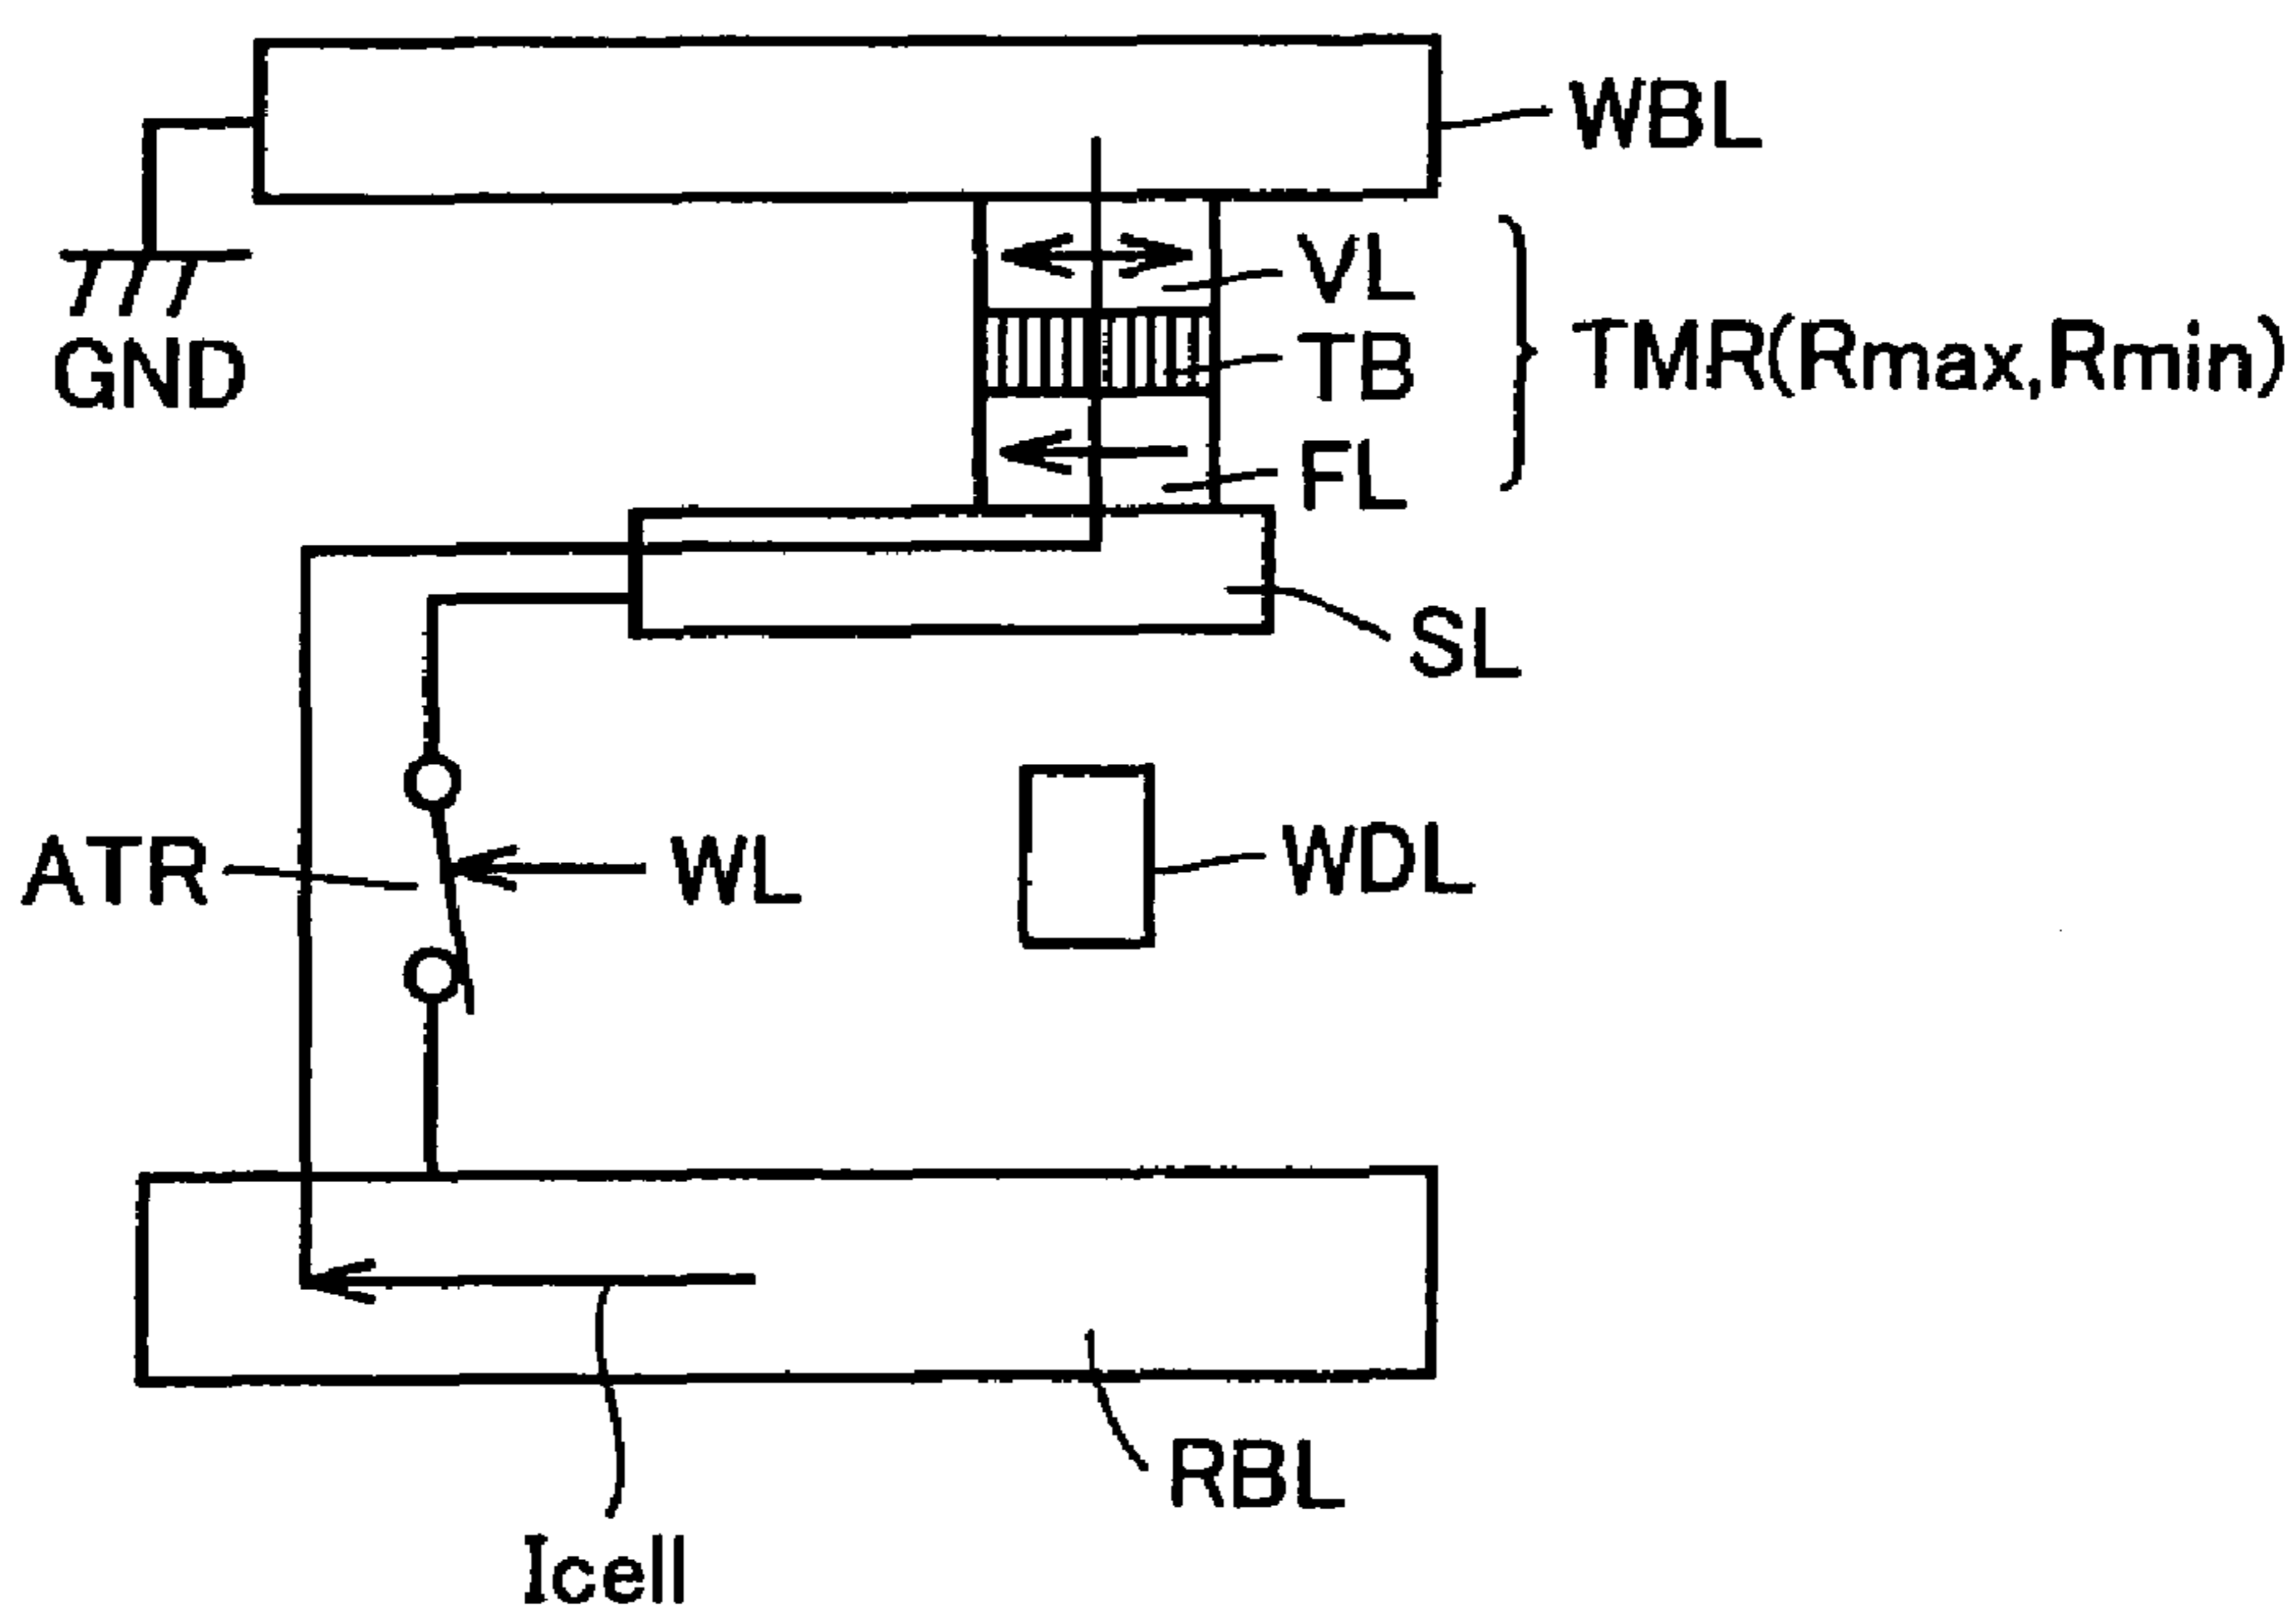 WBL
VL
TB
TMR(Rmax,Rmin)
GND
FL
SL
ATR
WL
WDL
RBL
Icell